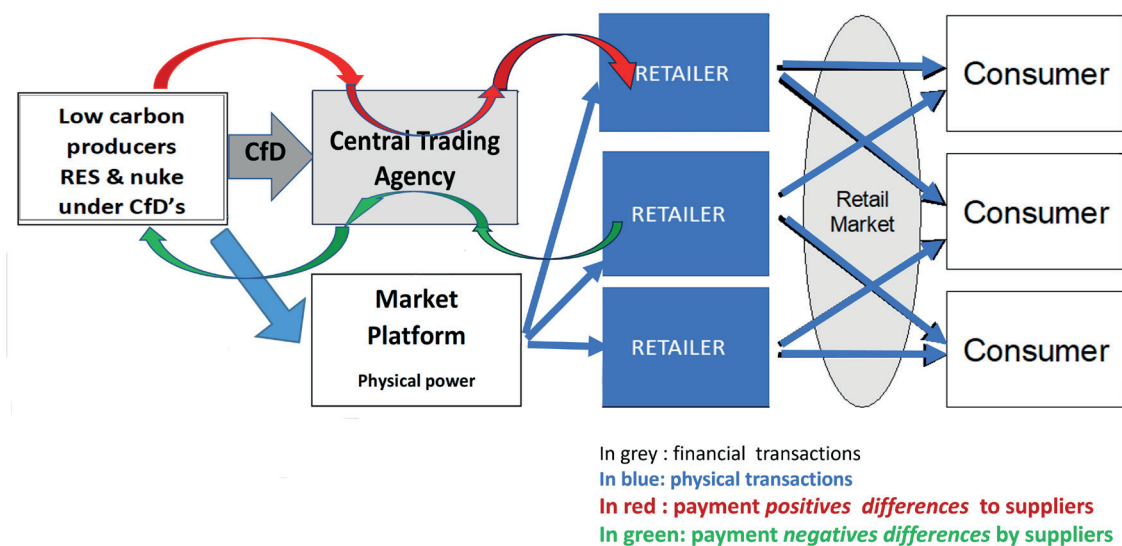 Low carbon
producers
RES & nuke
under CfD's
CfD
Central Trading
Agency
Market
Platform
Physical power
RETAILER
RETAILER
RETAILER
Retail
Market
Consumer
Consumer
Consumer
In grey : financial transactions
In blue: physical transactions
In red : payment positives differences to suppliers
In green: payment negatives differences by suppliers